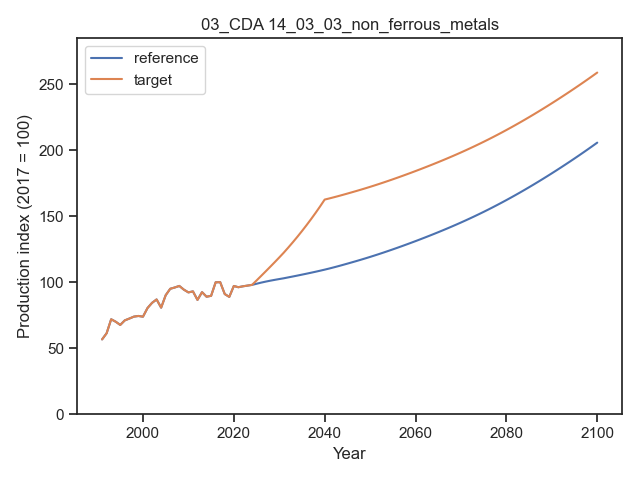 03_CDA 14_03_03_non_ferrous_metals
reference
target
Production index (2017 = 100)
250
200
150
100
50
0
2000 2020 2040 2060 2080 2100
Year